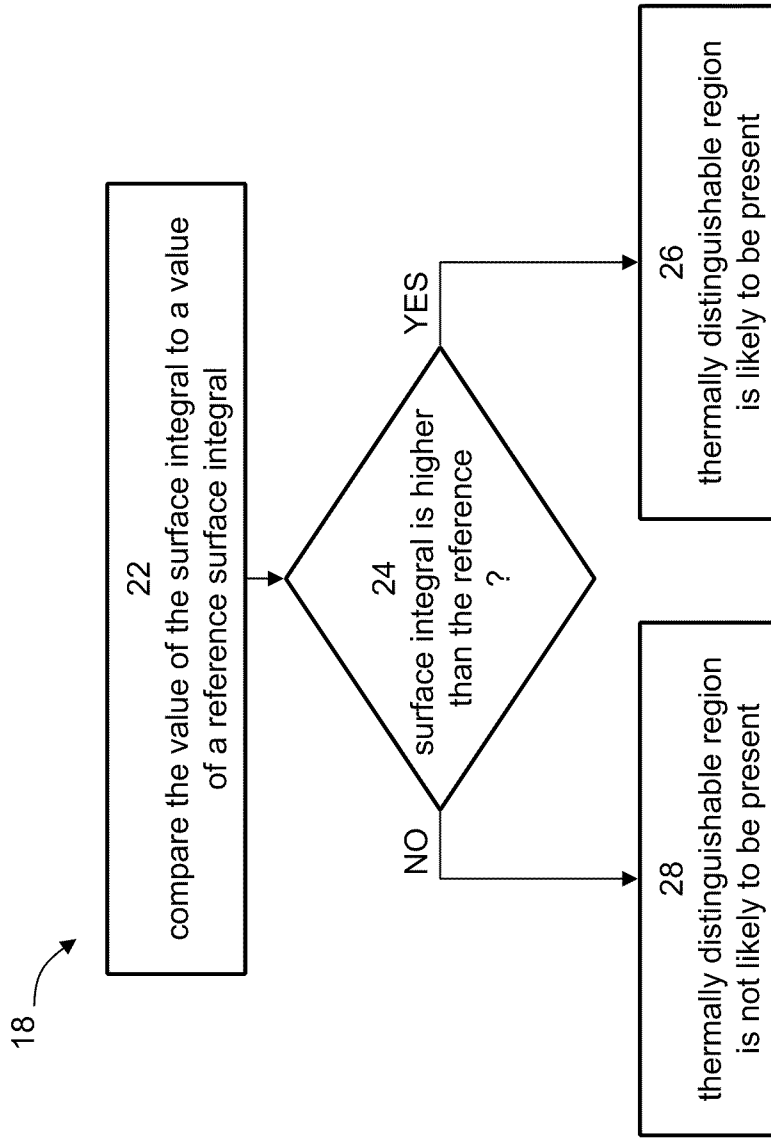 18
22
compare the value of the surface integral to a value
of a reference surface integral
24
surface integral is higher
than the reference
?
NO
YES
28
thermally distinguishable region
is not likely to be present
26
thermally distinguishable region
is likely to be present